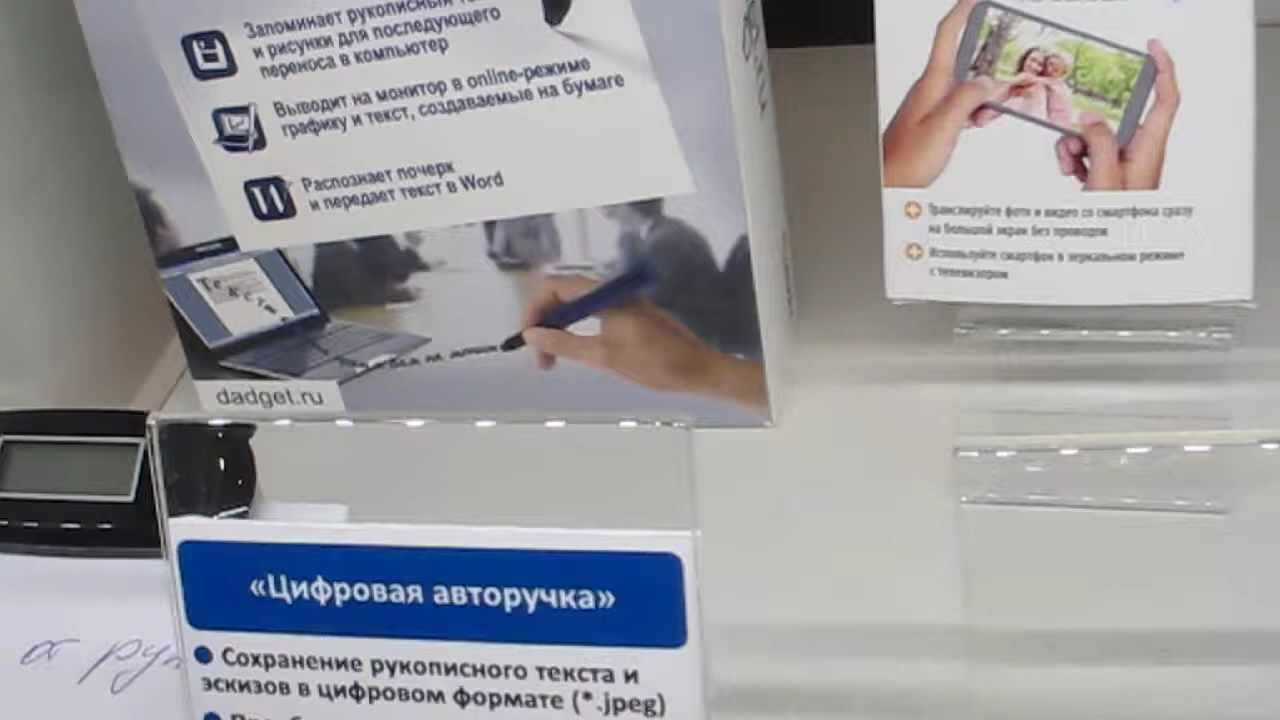 Запоминает рукописный
и рисунки для последующего
переноса в компьютер
Выводит на монитор в online-режиме
графику и текст, создаваемые на бумаге
Распознает почерк
и передает текст в Word
Текст
dadget.ru
Транслируйте фото и видео со смартфона сразу
на большой экран без проводов
Используйте смартфон в зеркальном режиме
с телевизором
«Цифровая авторучка»
Сохранение рукописного текста и
эскизов в цифровом формате (*.jpeg)